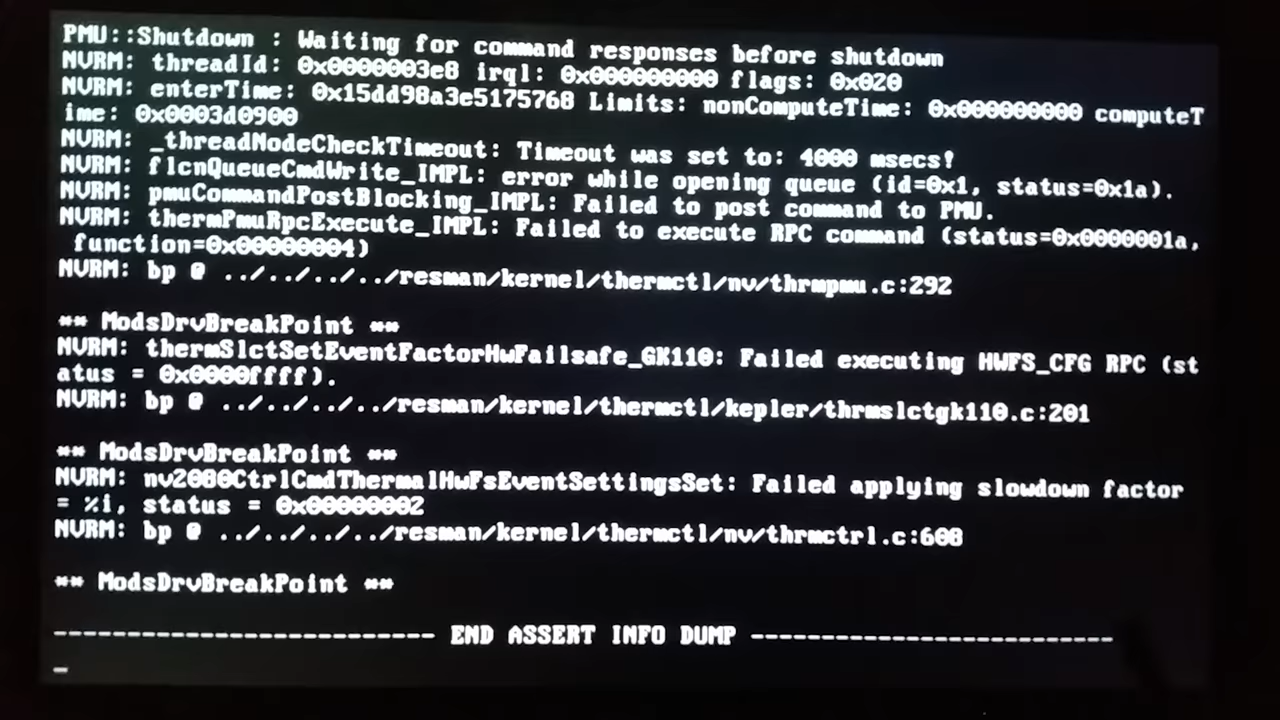 PMU::Shutdown : Waiting for command responses before shutdown
NVRM: threadId: 0x0000003e8 irql: 0x000000000 flags: 0x020
NVRM: enterTime: 0x15dd98a3e5175768 Limits: nonComputeTime: 0x000000000 computeT
ime: 0x0003d0900
NVRM: _threadNodeCheckTimeout: Timeout was set to: 4000 msecs!
NVRM: flcnQueueCmdWrite_IMPL: error while opening queue (id=0x1, status=0x1a).
NVRM: pmuCommandPostBlocking_IMPL: Failed to post command to PMU.
NVRM: thermPmuRpcExecute_IMPL: Failed to execute RPC command (status=0x0000001a,
 function=0x00000004)
NVRM: bp @ ../../../../resman/kernel/thermctl/nv/thrmpmu.c:292
** ModsDrvBreakPoint **
NVRM: thermSlctSetEventFactorHwFailsafe_GK110: Failed executing HWFS_CFG RPC (st
atus = 0x0000ffff).
NVRM: bp @ ../../../../resman/kernel/thermctl/kepler/thrmslctgk110.c:201
** ModsDrvBreakPoint **
NVRM: nv2080CtrlCmdThermalHwFsEventSettingsSet: Failed applying slowdown factor
= %i, status = 0x00000002
NVRM: bp @ ../../../../resman/kernel/thermctl/nv/thrmctrl.c:608
** ModsDrvBreakPoint **
-------------------------- END ASSERT INFO DUMP -------------------------
_